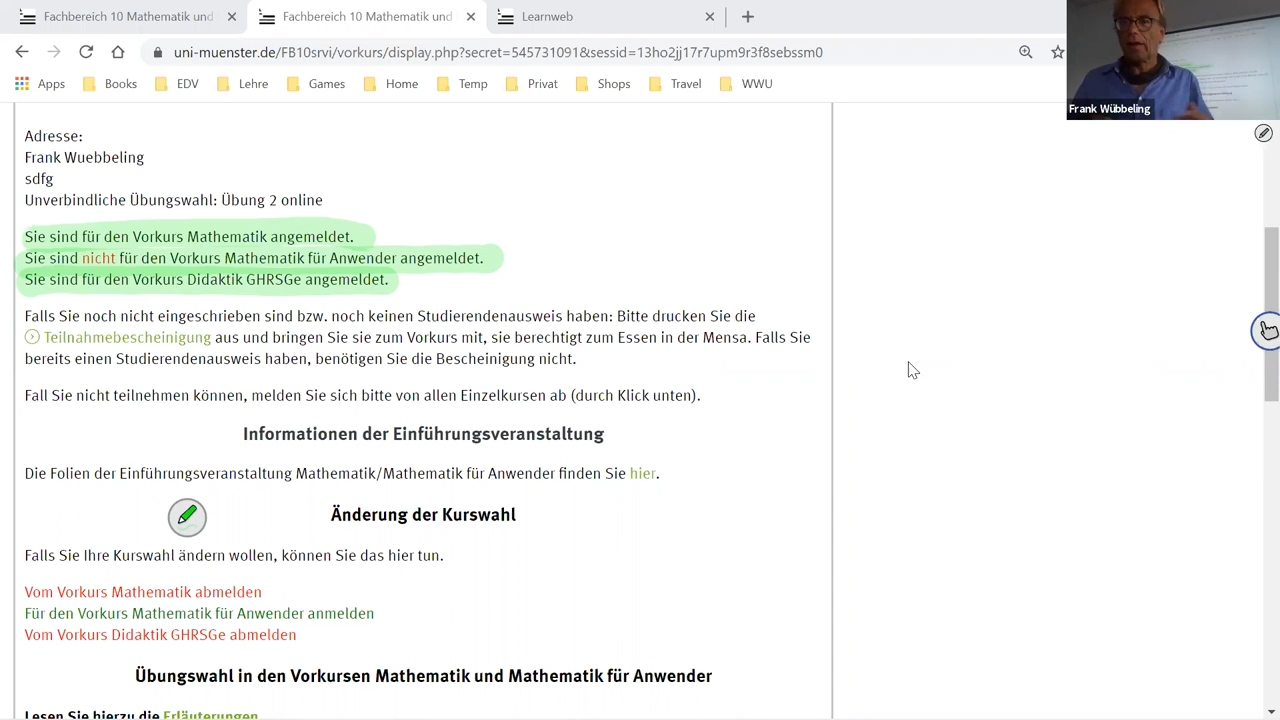 Fachbereich 10 Mathematik und
Fachbereich 10 Mathematik und
Learnweb
uni-muenster.de/FB10srvi/vorkurs/display.php?secret=545731091&sessid=13ho2jj17r7upm9r3f8sebssm0
Apps Books EDV Lehre Games Home Temp Privat Shops Travel WWU
Frank Wübbeling
Adresse:
Frank Wuebbeling
sdfg
Unverbindliche Übungswahl: Übung 2 online
Sie sind für den Vorkurs Mathematik angemeldet.
Sie sind nicht für den Vorkurs Mathematik für Anwender angemeldet.
Sie sind für den Vorkurs Didaktik GHRSGe angemeldet.
Falls Sie noch nicht eingeschrieben sind bzw. noch keinen Studierendenausweis haben: Bitte drucken Sie die
Teilnahmebescheinigung aus und bringen Sie sie zum Vorkurs mit, sie berechtigt zum Essen in der Mensa. Falls Sie
bereits einen Studierendenausweis haben, benötigen Sie die Bescheinigung nicht.
Fall Sie nicht teilnehmen können, melden Sie sich bitte von allen Einzelkursen ab (durch Klick unten).
Informationen der Einführungsveranstaltung
Die Folien der Einführungsveranstaltung Mathematik/Mathematik für Anwender finden Sie hier.
Änderung der Kurswahl
Falls Sie Ihre Kurswahl ändern wollen, können Sie das hier tun.
Vom Vorkurs Mathematik abmelden
Für den Vorkurs Mathematik für Anwender anmelden
Vom Vorkurs Didaktik GHRSGe abmelden
Übungswahl in den Vorkursen Mathematik und Mathematik für Anwender
Lesen Sie hierzu die Erläuterungen